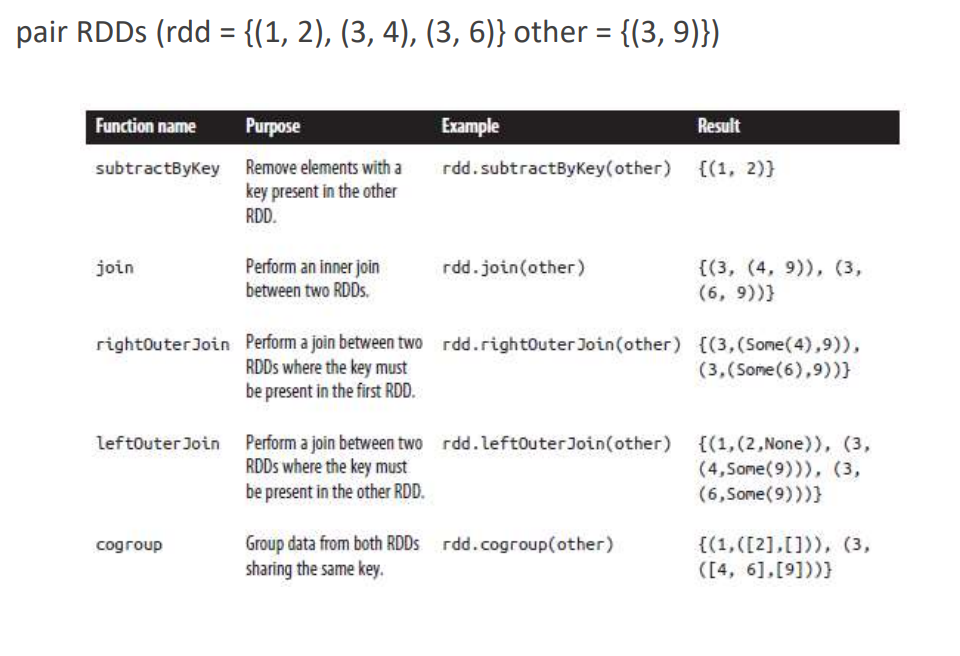 pair RDDs (rdd = {(1, 2), (3, 4), (3, 6)} other = {(3, 9)})
Function name Purpose Example Result
subtractByKey Remove elements with a rdd.subtractByKey(other) {(1, 2)}
key present in the other
RDD.
join Perform an inner join rdd.join(other) {(3, (4, 9)), (3,
between two RDDs. (6, 9))}
rightOuterJoin Perform a join between two rdd.rightOuterJoin(other) {(3,(Some(4),9)),
RDDs where the key must (3,(Some(6),9))}
be present in the first RDD.
leftOuterJoin Perform a join between two rdd.leftOuterJoin(other) {(1,(2,None)), (3,
RDDs where the key must (4,Some(9))), (3,
be present in the other RDD. (6,Some(9)))}
cogroup Group data from both RDDs rdd.cogroup(other) {(1,([2],[])), (3,
sharing the same key. ([4, 6],[9]))}